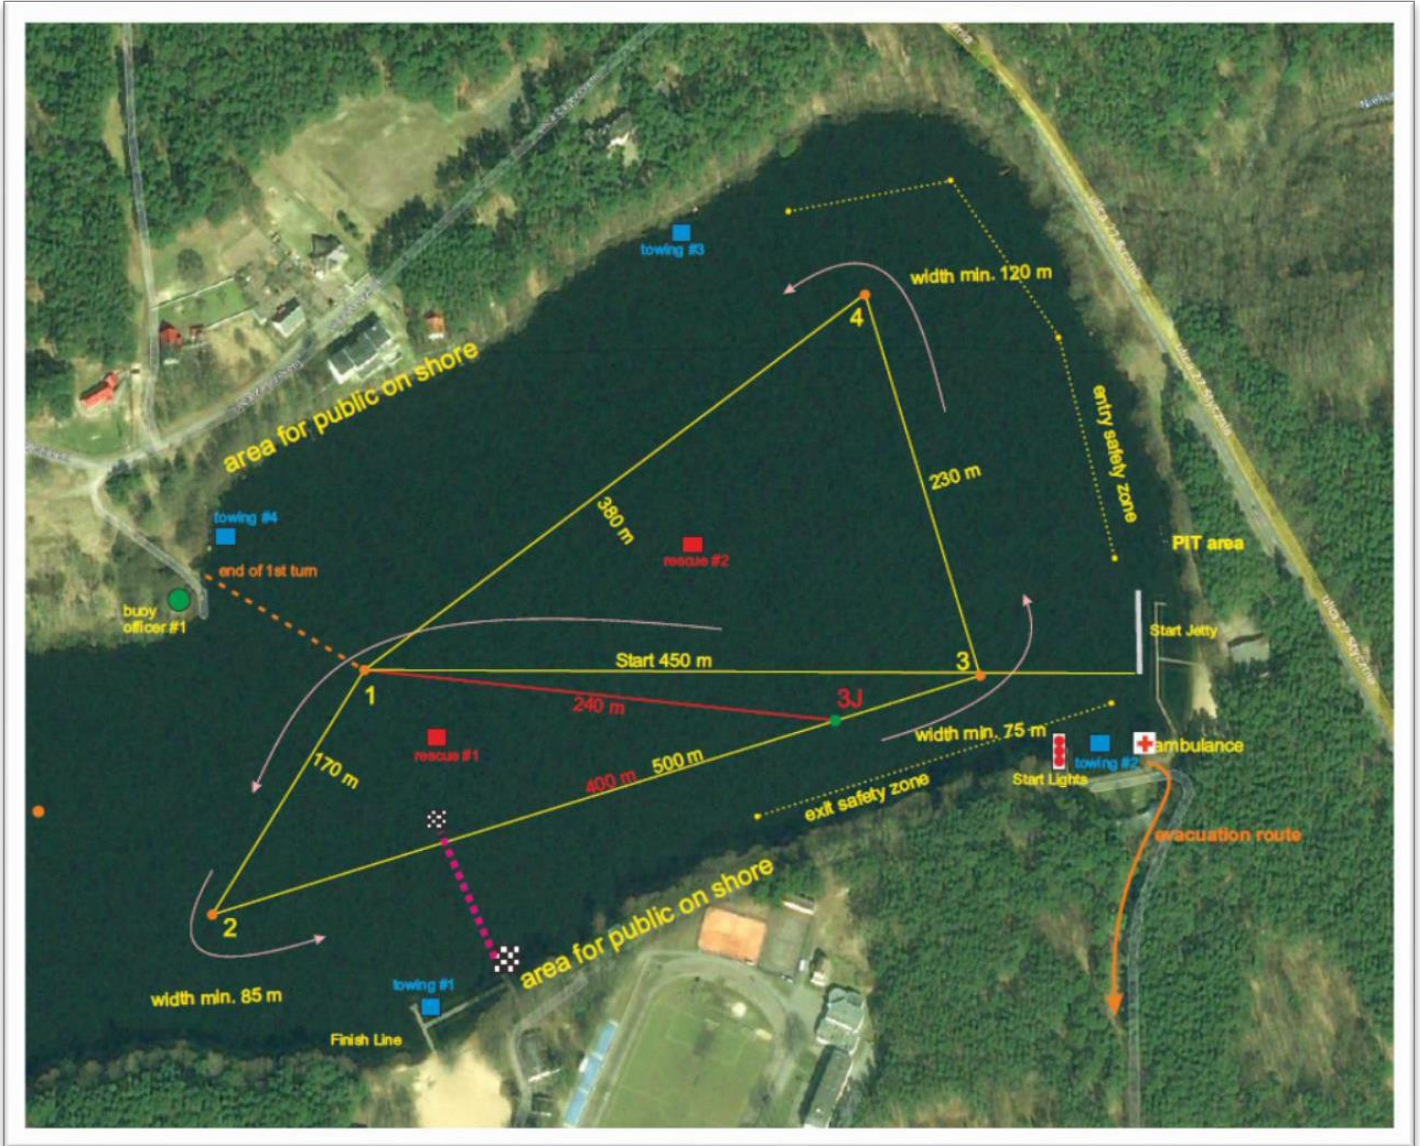 towing #3
width min. 120 m
4
area for public on shore
entry safety zone
230 m
380 m
towing #4
PIT area
rescue #2
end of 1st turn
buoy
officer #1
Start Jetty
Start 450 m
3
1
3J
240 m
width min. 75 m
ambulance
rescue #1
500 m
towing #2
170 m
400 m
Start Lights
exit safety zone
evacuation route
area for public on shore
2
towing #1
width min. 85 m
Finish Line